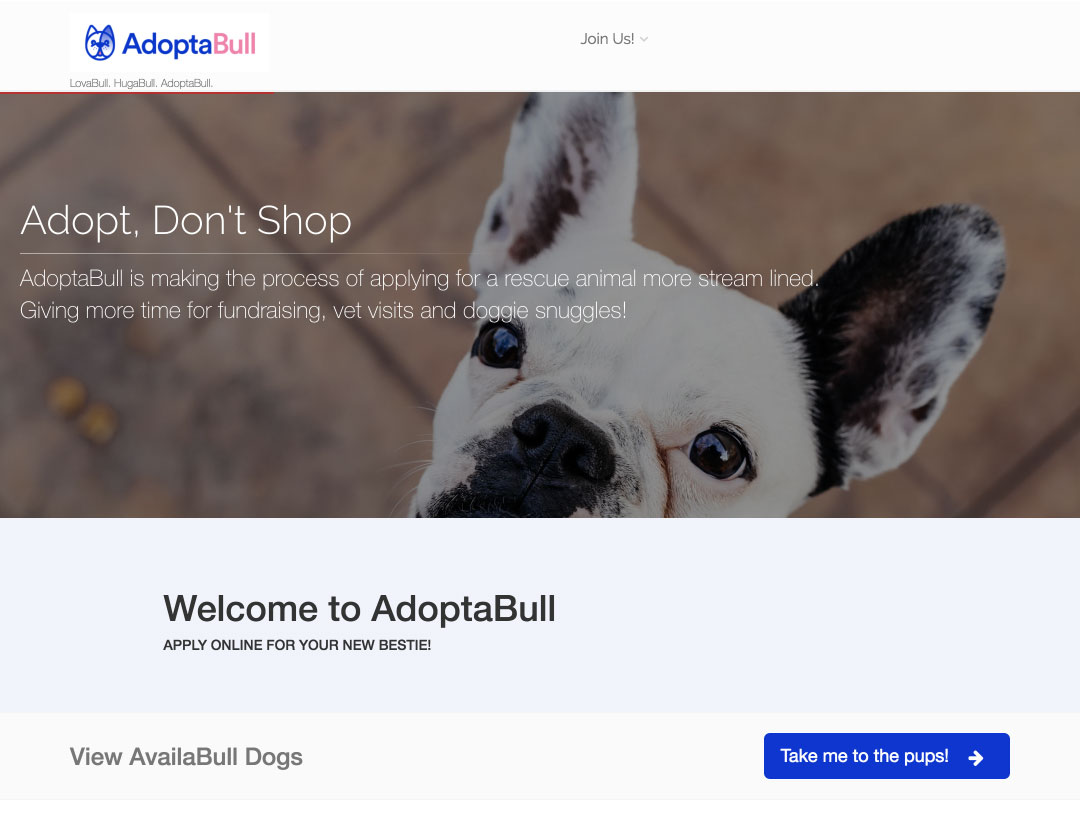 AdoptaBull
Join Us!
LovaBull. HugaBull. AdoptaBull.
Adopt, Don't Shop
AdoptaBull is making the process of applying for a rescue animal more stream lined.
Giving more time for fundraising, vet visits and doggie snuggles!
Welcome to AdoptaBull
APPLY ONLINE FOR YOUR NEW BESTIE!
View AvailaBull Dogs
Take me to the pups!